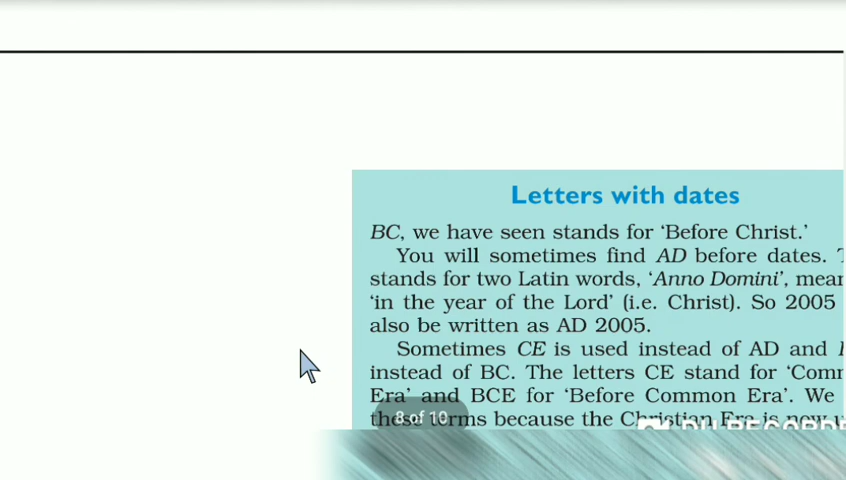 Letters with dates
BC, we have seen stands for ‘Before Christ.’
You will sometimes find AD before dates.
stands for two Latin words, ‘Anno Domini’,
‘in the year of the Lord’ (i.e. Christ). So 2005
also be written as AD 2005.
Sometimes CE is used instead of AD and
instead of BC. The letters CE stand for
Era’ and BCE for ‘Before Common Era’. We
these terms because the Christian Era is now
8 of 10